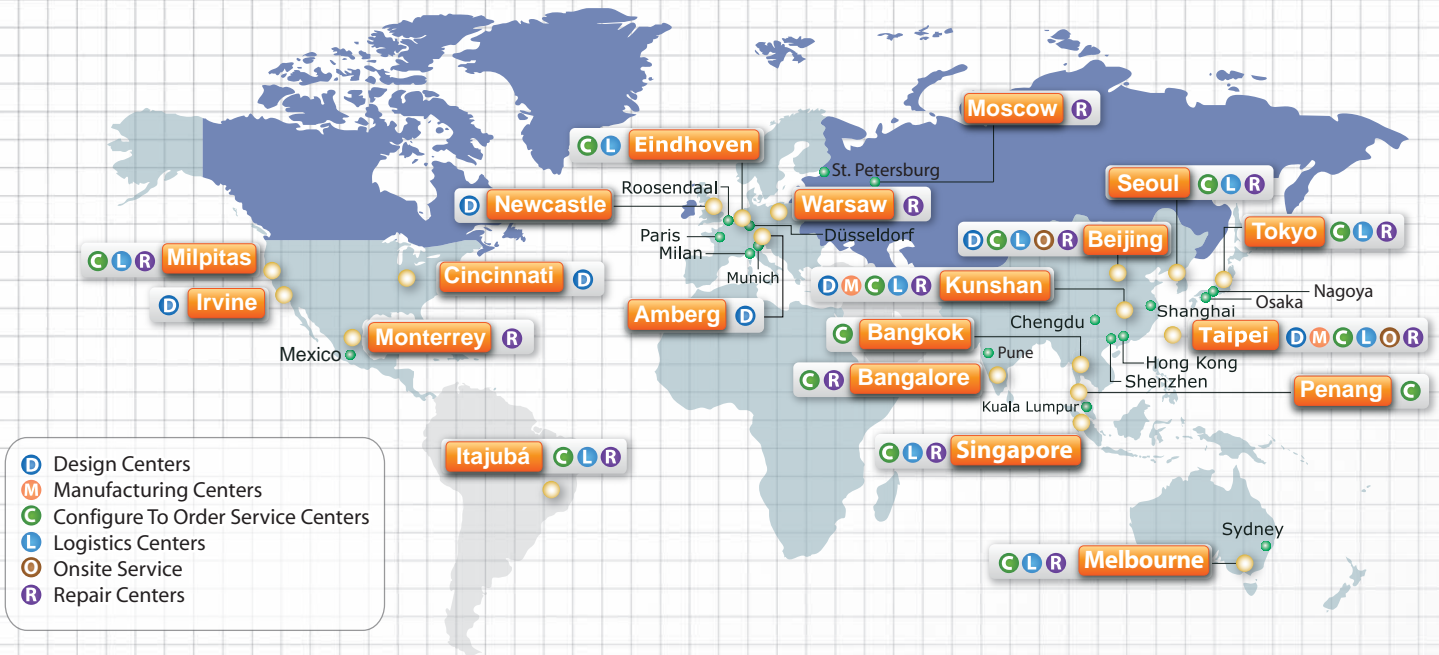 Moscow R
C L Eindhoven
St. Petersburg
Seoul C L R
Roosendaal
D Newcastle
Warsaw R
Paris
Düsseldorf
D C L O R Beijing
Tokyo C L R
Milan
C L R Milpitas
Cincinnati D
Munich
D M C L R Kunshan
Nagoya
Osaka
D Irvine
Amberg D
Shanghai
Chengdu
C Bangkok
Taipei D M C L O R
Monterrey R
Mexico
Pune
Hong Kong
Shenzhen
C R Bangalore
Penang C
Kuala Lumpur
Itajubá C L R
C L R Singapore
D Design Centers
M Manufacturing Centers
C Configure To Order Service Centers
L Logistics Centers
O Onsite Service
R Repair Centers
Sydney
C L R Melbourne